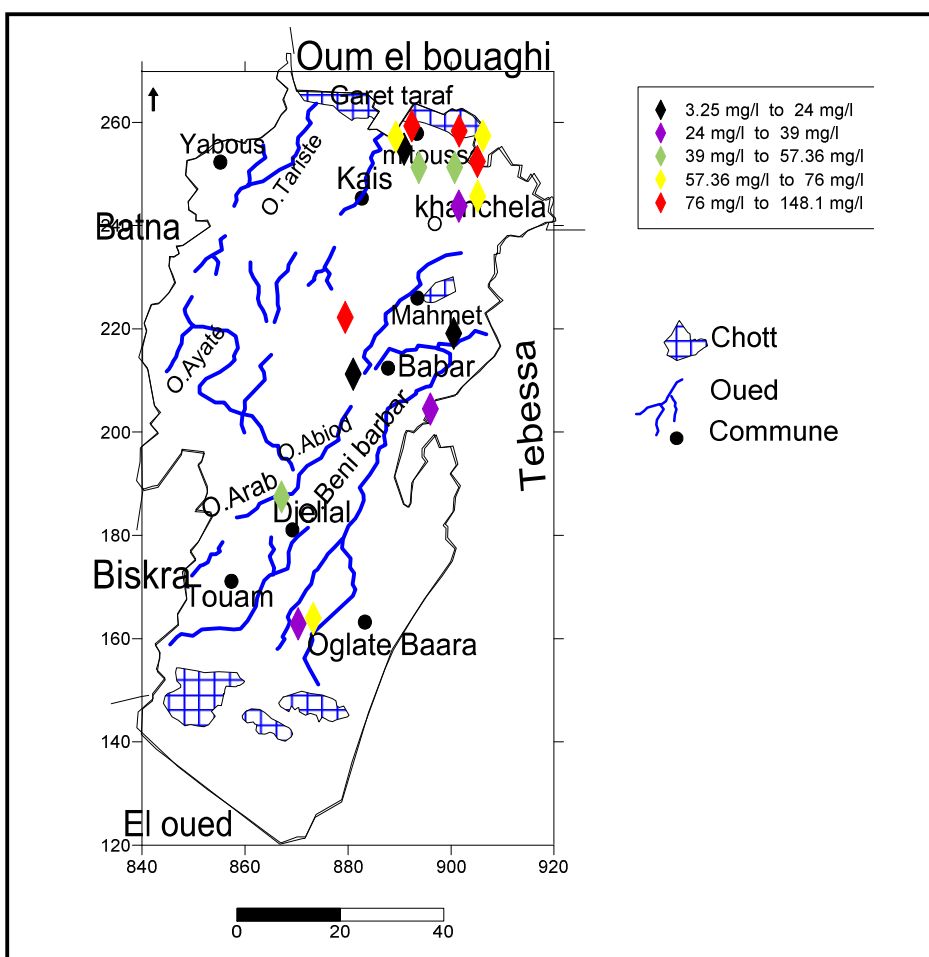 Oum el bouaghi
Garet taraf
260
Yabous
mtoussa
O.Tariste
Kais
khanchela
240
Batna
220
Mahmet
O.Ayate
Babar
Tebessa
200
O.Abiod
O.Beni barbar
O.Arab
Djellal
180
Biskra
Touam
160
Oglate Baara
140
El oued
120
840 860 880 900 920
0 20 40
3.25 mg/l to 24 mg/l
24 mg/l to 39 mg/l
39 mg/l to 57.36 mg/l
57.36 mg/l to 76 mg/l
76 mg/l to 148.1 mg/l
Chott
Oued
Commune